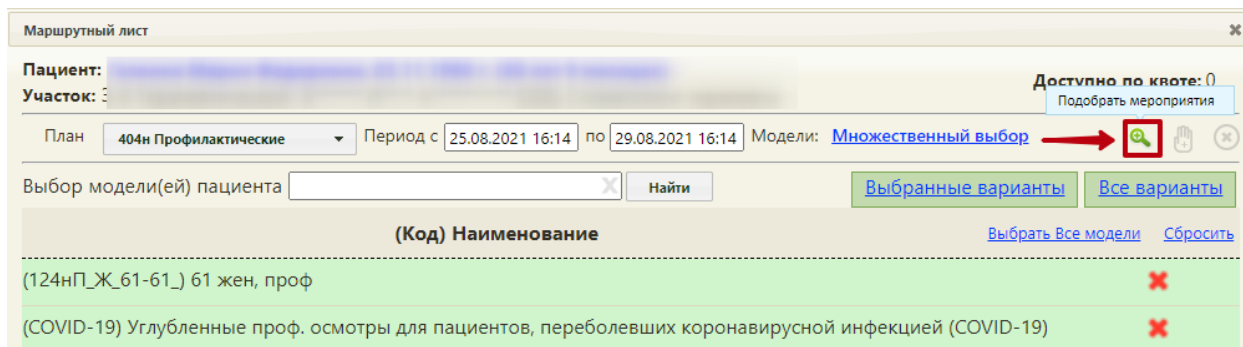 Маршрутный лист
Пациент:
Участок:
Доступно по квоте: 0
Подобрать мероприятия
План 404н Профилактические Период с 25.08.2021 16:14 по 29.08.2021 16:14 Модели: Множественный выбор
Выбор модели(ей) пациента Найти Выбранные варианты Все варианты
(Код) Наименование Выбрать Все модели Сбросить
(124нП_Ж_61-61_) 61 жен, проф
(COVID-19) Углубленные проф. осмотры для пациентов, переболевших коронавирусной инфекцией (COVID-19)